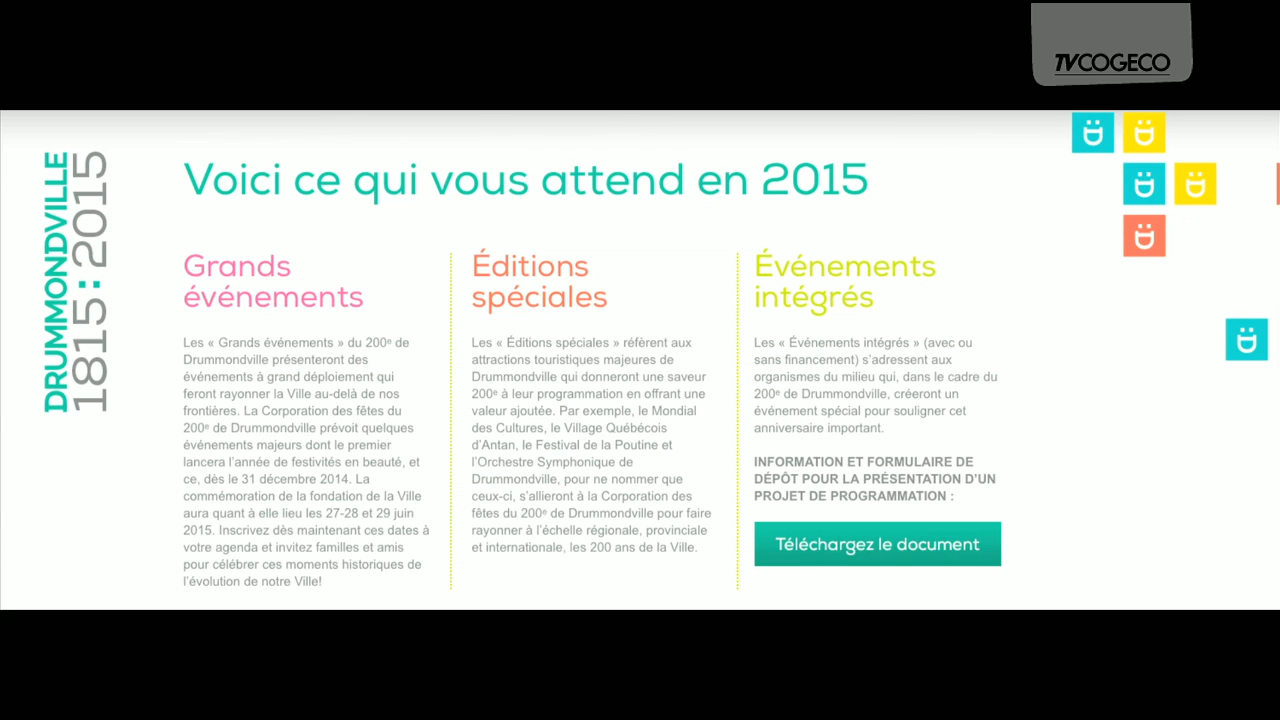 TVCOGECO
DRUMMONDVILLE
1815:2015
Voici ce qui vous attend en 2015
Grands
événements
Les « Grands événements » du 200e de
Drummondville présenteront des
événements à grand déploiement qui
feront rayonner la Ville au-delà de nos
frontières. La Corporation des fêtes du
200e de Drummondville prévoit quelques
événements majeurs dont le premier
lancera l’année de festivités en beauté, et
ce, dès le 31 décembre 2014. La
commémoration de la fondation de la Ville
aura quant à elle lieu les 27-28 et 29 juin
2015. Inscrivez dès maintenant ces dates à
votre agenda et invitez familles et amis
pour célébrer ces moments historiques de
l’évolution de notre Ville!
Éditions
spéciales
Les « Éditions spéciales » réfèrent aux
attractions touristiques majeures de
Drummondville qui donneront une saveur
200e à leur programmation en offrant une
valeur ajoutée. Par exemple, le Mondial
des Cultures, le Village Québécois
d’Antan, le Festival de la Poutine et
l’Orchestre Symphonique de
Drummondville, pour ne nommer que
ceux-ci, s’allieront à la Corporation des
fêtes du 200e de Drummondville pour faire
rayonner à l’échelle régionale, provinciale
et internationale, les 200 ans de la Ville.
Événements
intégrés
Les « Événements intégrés » (avec ou
sans financement) s’adressent aux
organismes du milieu qui, dans le cadre du
200e de Drummondville, créeront un
événement spécial pour souligner cet
anniversaire important.
INFORMATION ET FORMULAIRE DE
DÉPÔT POUR LA PRÉSENTATION D’UN
PROJET DE PROGRAMMATION :
Téléchargez le document